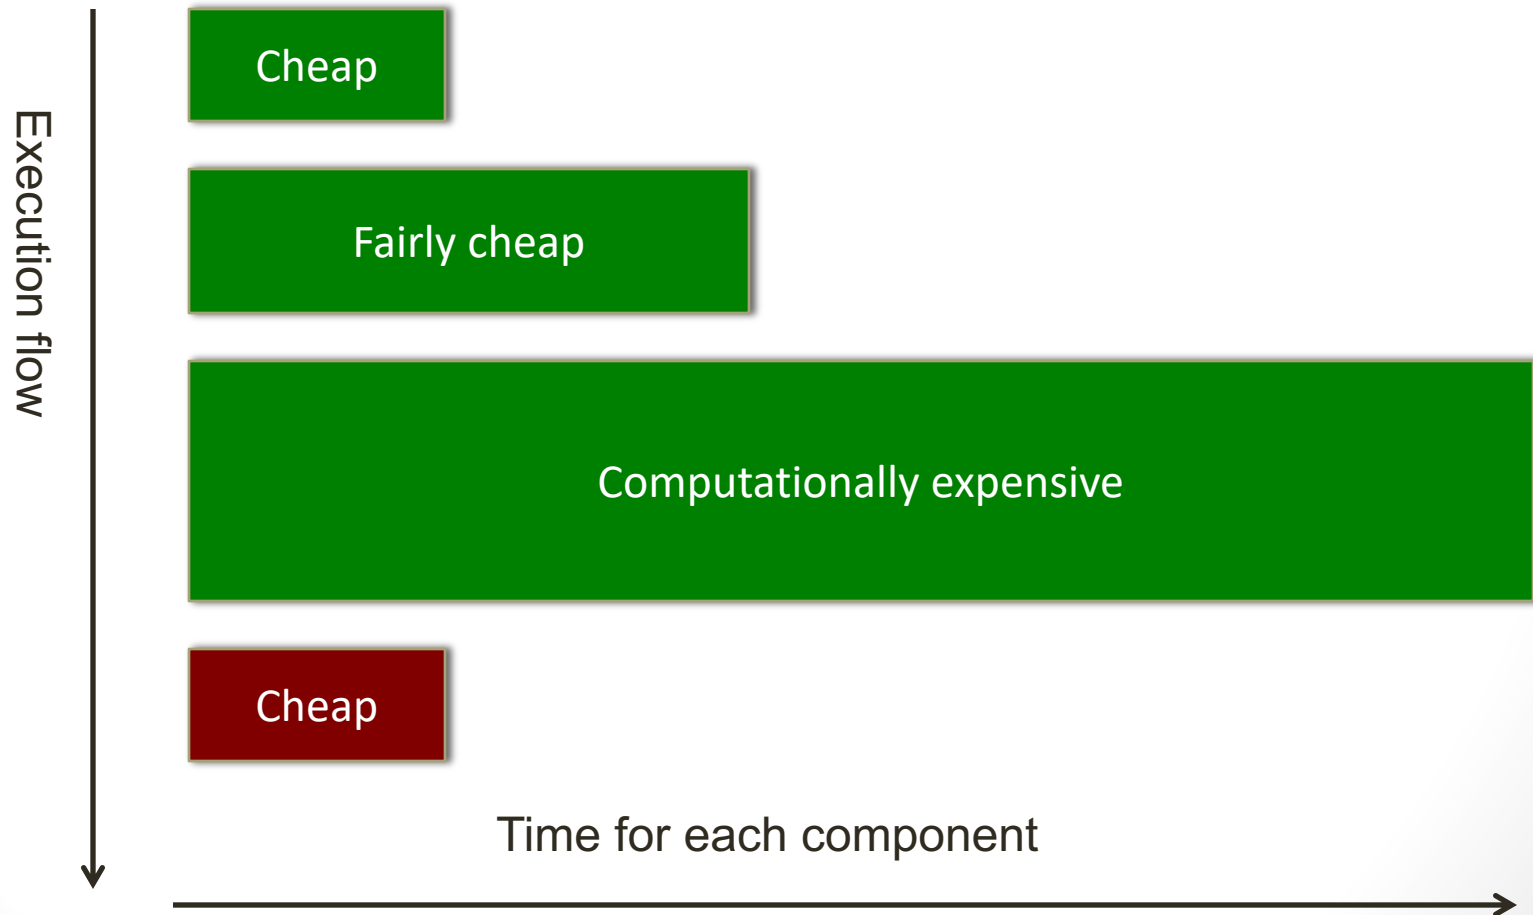 Execution flow
Cheap
Fairly cheap
Computationally expensive
Cheap
Time for each component